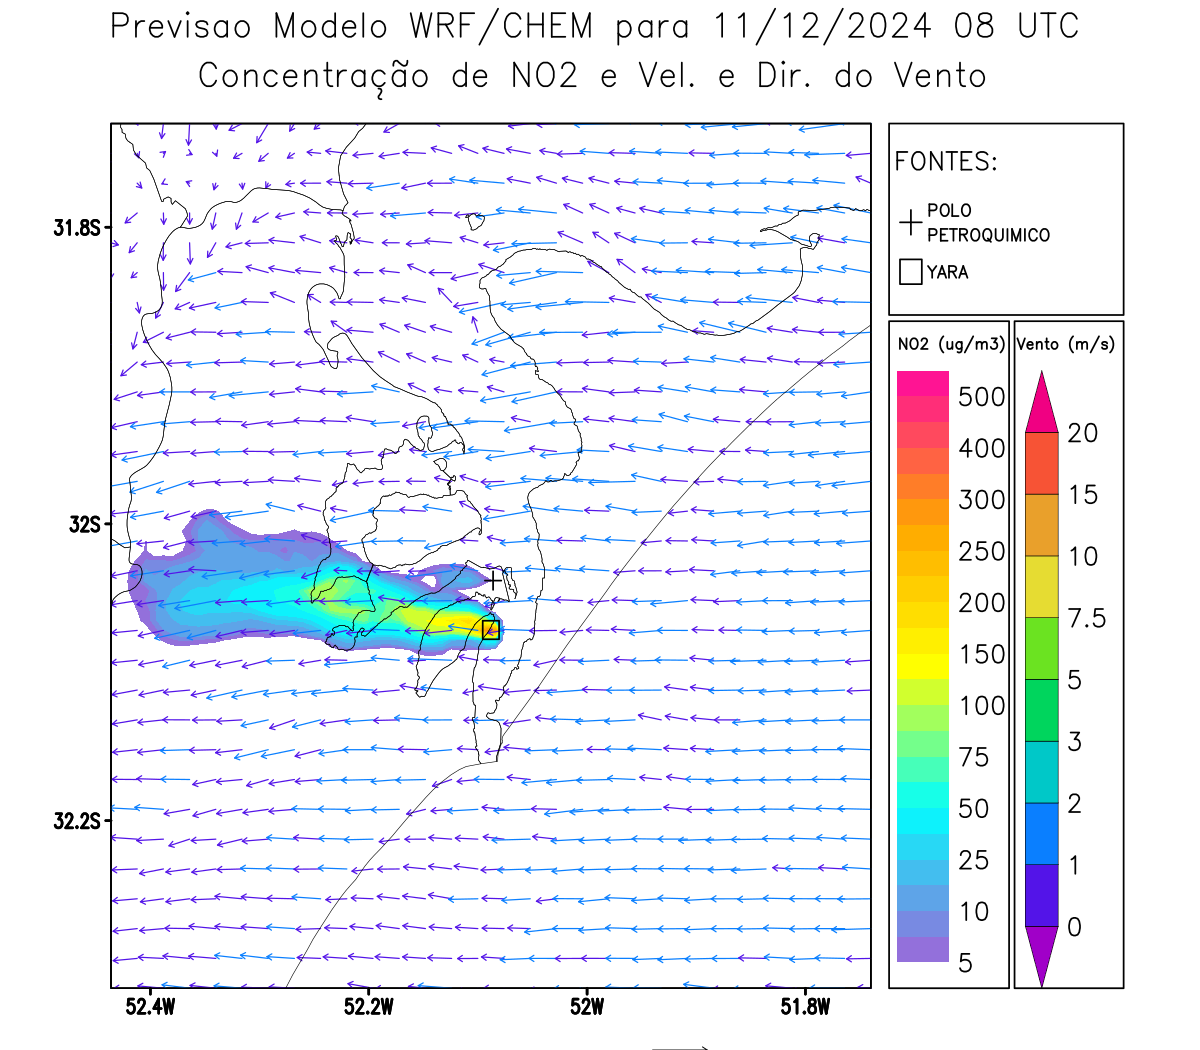 Previsao Modelo WRF/CHEM para 11/12/2024 08 UTC
Concentração de NO2 e Vel. e Dir. do Vento
FONTES:
POLO
PETROQUIMICO
YARA
NO2 (ug/m3)
500
400
300
250
200
150
100
75
50
25
10
5
Vento (m/s)
20
15
10
7.5
5
3
2
1
0
31.8S
32S
32.2S
52.4W
52.2W
52W
51.8W